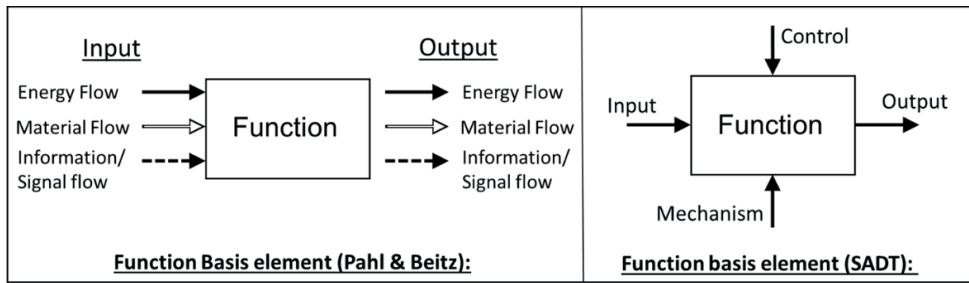 Input
Output
Energy Flow
Material Flow
Information/
Signal flow
Function
Energy Flow
Material Flow
Information/
Signal flow
Function Basis element (Pahl & Beitz):
Control
Input
Function
Output
Mechanism
Function basis element (SADT):